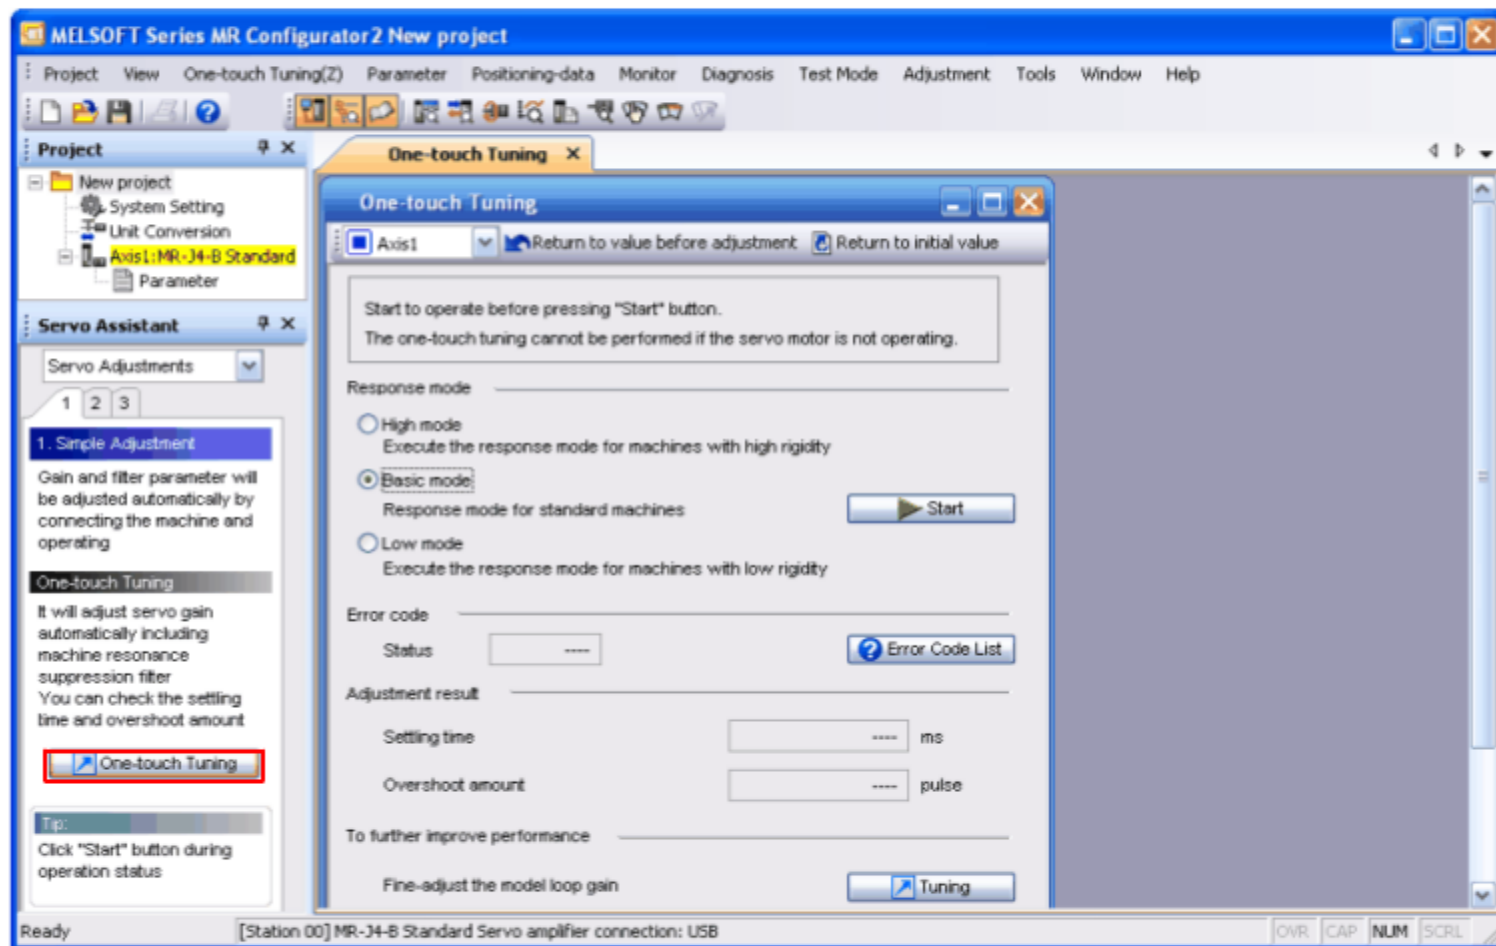 MELSOFT Series MR Configurator2 New project
Project View One-touch Tuning(Z) Parameter Positioning-data Monitor Diagnosis Test Mode Adjustment Tools Window Help
Project
New project
System Setting
Unit Conversion
Axis1:MR-J4-B Standard
Parameter
Servo Assistant
Servo Adjustments
1 2 3
1. Simple Adjustment
Gain and filter parameter will
be adjusted automatically by
connecting the machine and
operating
One-touch Tuning
It will adjust servo gain
automatically including
machine resonance
suppression filter
You can check the settling
time and overshoot amount
One-touch Tuning
Tip:
Click "Start" button during
operation status
One-touch Tuning
One-touch Tuning
Axis1 Return to value before adjustment Return to initial value
Start to operate before pressing "Start" button.
The one-touch tuning cannot be performed if the servo motor is not operating.
Response mode
High mode
Execute the response mode for machines with high rigidity
Basic mode
Response mode for standard machines
Start
Low mode
Execute the response mode for machines with low rigidity
Error code
Status ---- Error Code List
Adjustment result
Settling time ---- ms
Overshoot amount ---- pulse
To further improve performance
Fine-adjust the model loop gain Tuning
Ready [Station 00] MR-J4-B Standard Servo amplifier connection: USB OVR CAP NUM SCRL